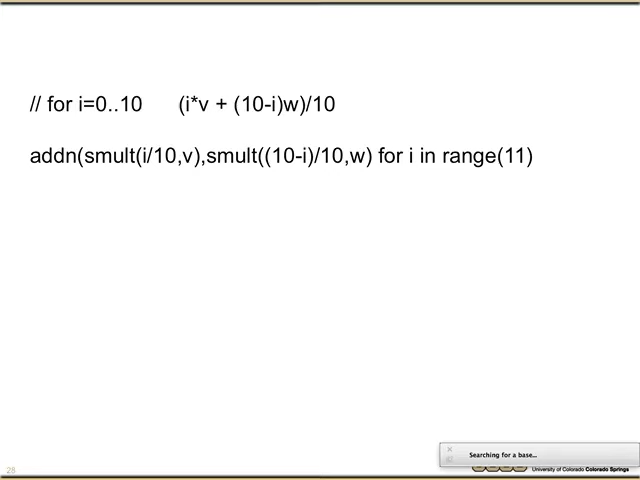 // for i=0..10 (i*v + (10-i)w)/10
addn(smult(i/10,v),smult((10-i)/10,w) for i in range(11)
Searching for a base...
28
University of Colorado Colorado Springs